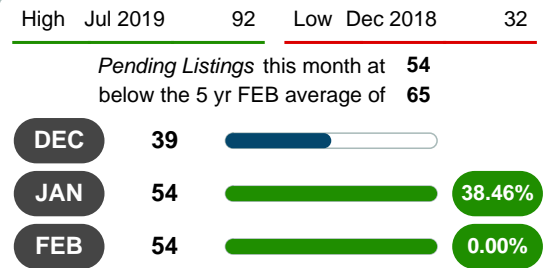 High Jul 2019 92 Low Dec 2018 32
Pending Listings this month at 54
below the 5 yr FEB average of 65
DEC 39
JAN 54 38.46%
FEB 54 0.00%